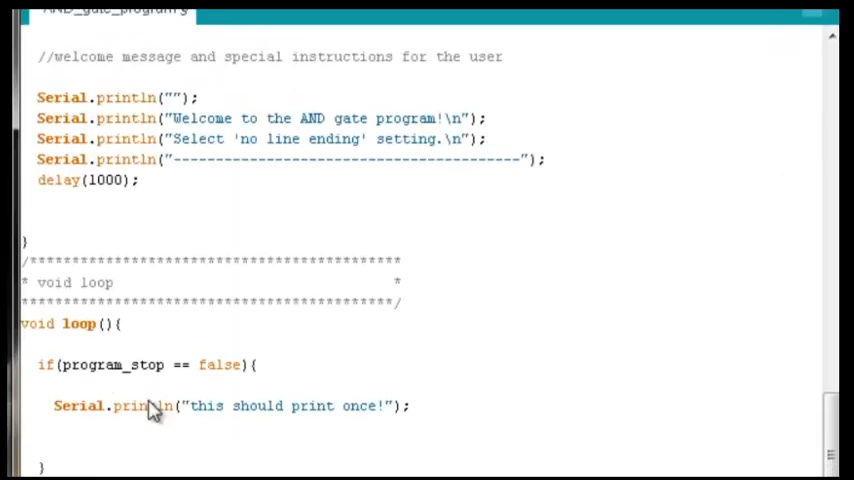 //welcome message and special instructions for the user
Serial.println("");
Serial.println("Welcome to the AND gate program!\n");
Serial.println("Select 'no line ending' setting.\n");
Serial.println("-----------------------------------------");
delay(1000);
}
/********************************************
* void loop *
********************************************/
void loop(){
if(program_stop == false){
Serial.println("this should print once!");
}